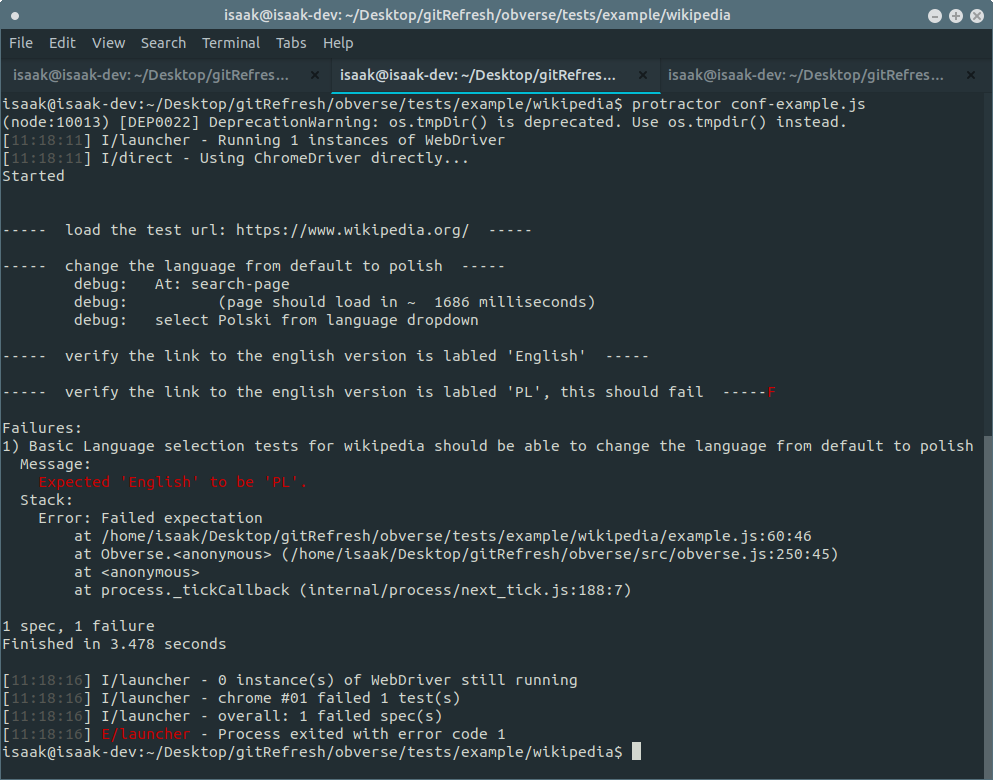 isaak@isaak-dev: ~/Desktop/gitRefresh/obverse/tests/example/wikipedia
File Edit View Search Terminal Tabs Help
isaak@isaak-dev: ~/Desktop/gitRefres... × isaak@isaak-dev: ~/Desktop/gitRefres... × isaak@isaak-dev: ~/Desktop/gitRefres... ×
isaak@isaak-dev:~/Desktop/gitRefresh/obverse/tests/example/wikipedia$ protractor conf-example.js
(node:10013) [DEP0022] DeprecationWarning: os.tmpDir() is deprecated. Use os.tmpdir() instead.
[11:18:11] I/launcher - Running 1 instances of WebDriver
[11:18:11] I/direct - Using ChromeDriver directly...
Started
-----  load the test url: https://www.wikipedia.org/  -----
-----  change the language from default to polish  -----
        debug:   At: search-page
        debug:          (page should load in ~  1686 milliseconds)
        debug:   select Polski from language dropdown
-----  verify the link to the english version is labled 'English'  -----
-----  verify the link to the english version is labled 'PL', this should fail  -----F
Failures:
1) Basic Language selection tests for wikipedia should be able to change the language from default to polish
  Message:
    Expected 'English' to be 'PL'.
  Stack:
    Error: Failed expectation
        at /home/isaak/Desktop/gitRefresh/obverse/tests/example/wikipedia/example.js:60:46
        at Obverse.<anonymous> (/home/isaak/Desktop/gitRefresh/obverse/src/obverse.js:250:45)
        at <anonymous>
        at process._tickCallback (internal/process/next_tick.js:188:7)
1 spec, 1 failure
Finished in 3.478 seconds
[11:18:16] I/launcher - 0 instance(s) of WebDriver still running
[11:18:16] I/launcher - chrome #01 failed 1 test(s)
[11:18:16] I/launcher - overall: 1 failed spec(s)
[11:18:16] E/launcher - Process exited with error code 1
isaak@isaak-dev:~/Desktop/gitRefresh/obverse/tests/example/wikipedia$